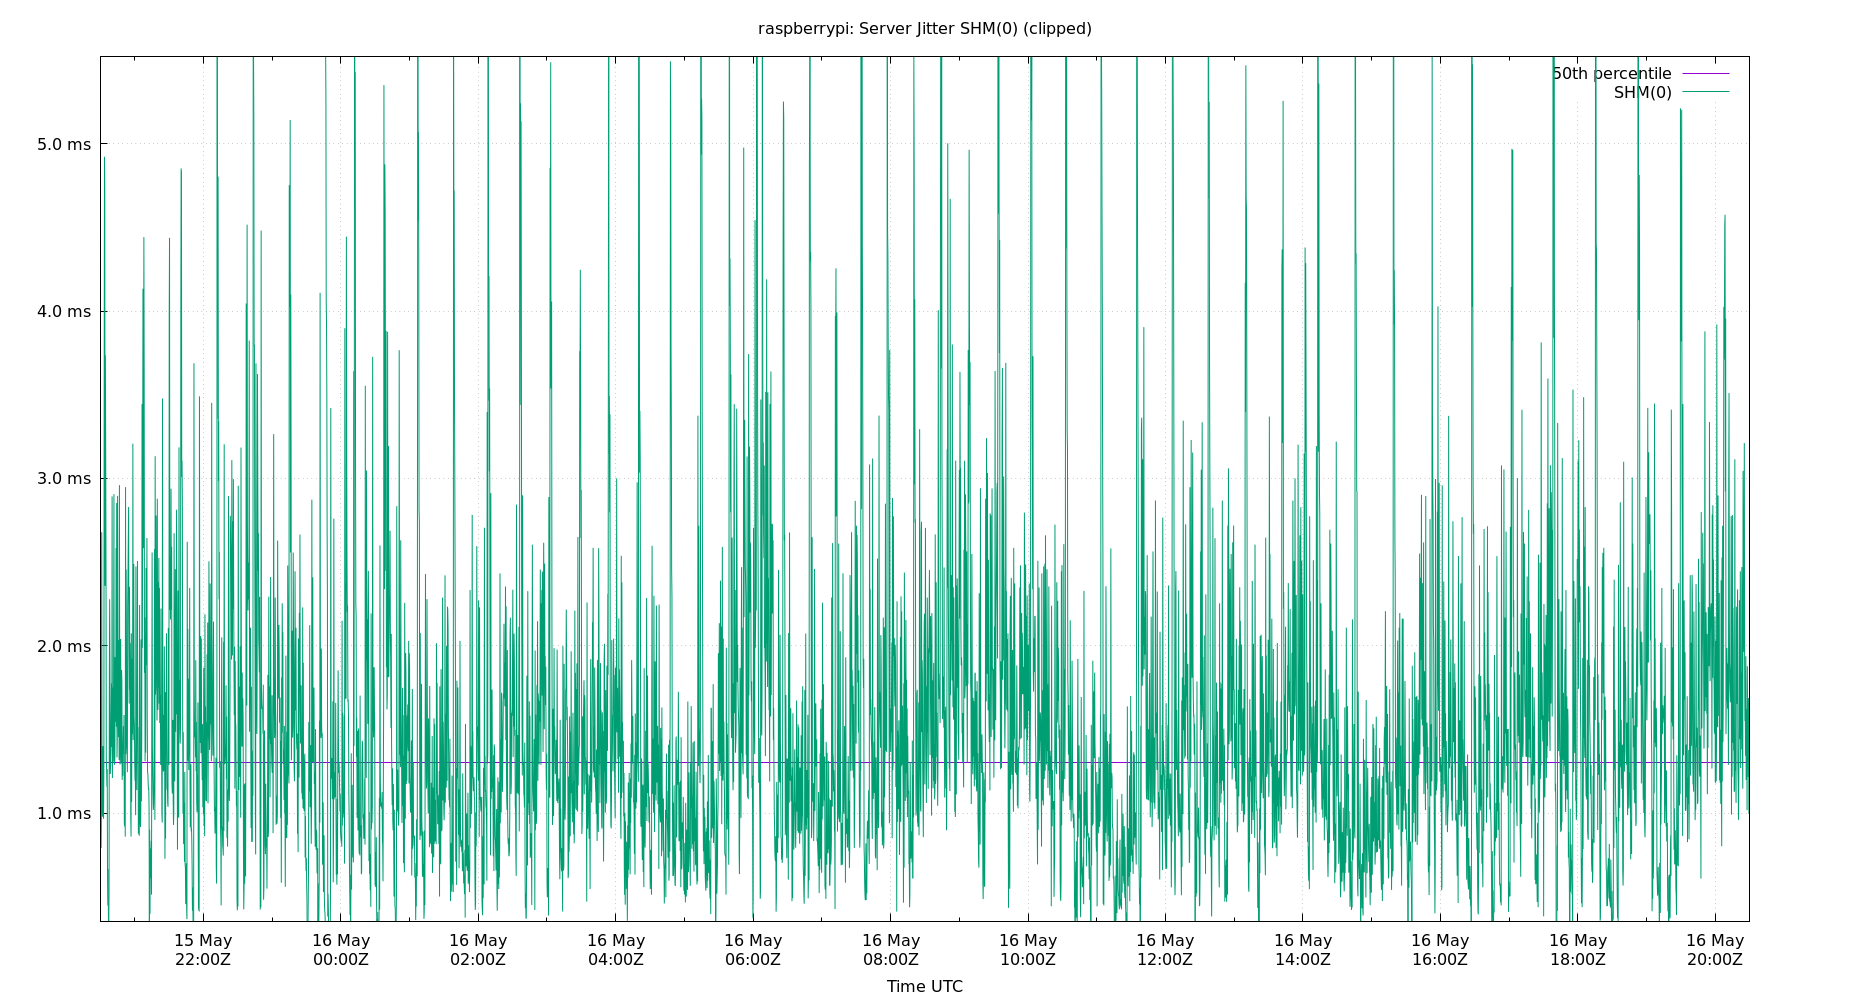 raspberrypi: Server Jitter SHM(0) (clipped)
50th percentile
SHM(0)
5.0 ms
4.0 ms
3.0 ms
2.0 ms
1.0 ms
15 May 16 May 16 May 16 May 16 May 16 May 16 May 16 May 16 May 16 May 16 May 16 May
22:00Z 00:00Z 02:00Z 04:00Z 06:00Z 08:00Z 10:00Z 12:00Z 14:00Z 16:00Z 18:00Z 20:00Z
Time UTC